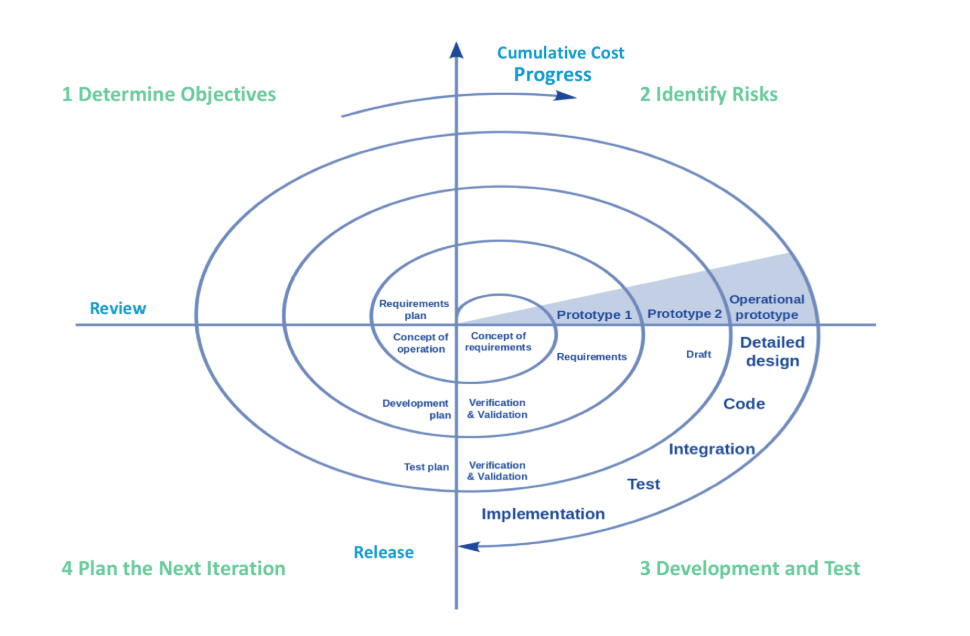 Cumulative Cost
Progress
1 Determine Objectives
2 Identify Risks
Review
Requirements
plan
Prototype 1
Prototype 2
Operational
prototype
Concept of
operation
Concept of
requirements
Requirements
Draft
Detailed
design
Development
plan
Verification
& Validation
Code
Test plan
Verification
& Validation
Integration
Test
Implementation
Release
4 Plan the Next Iteration
3 Development and Test